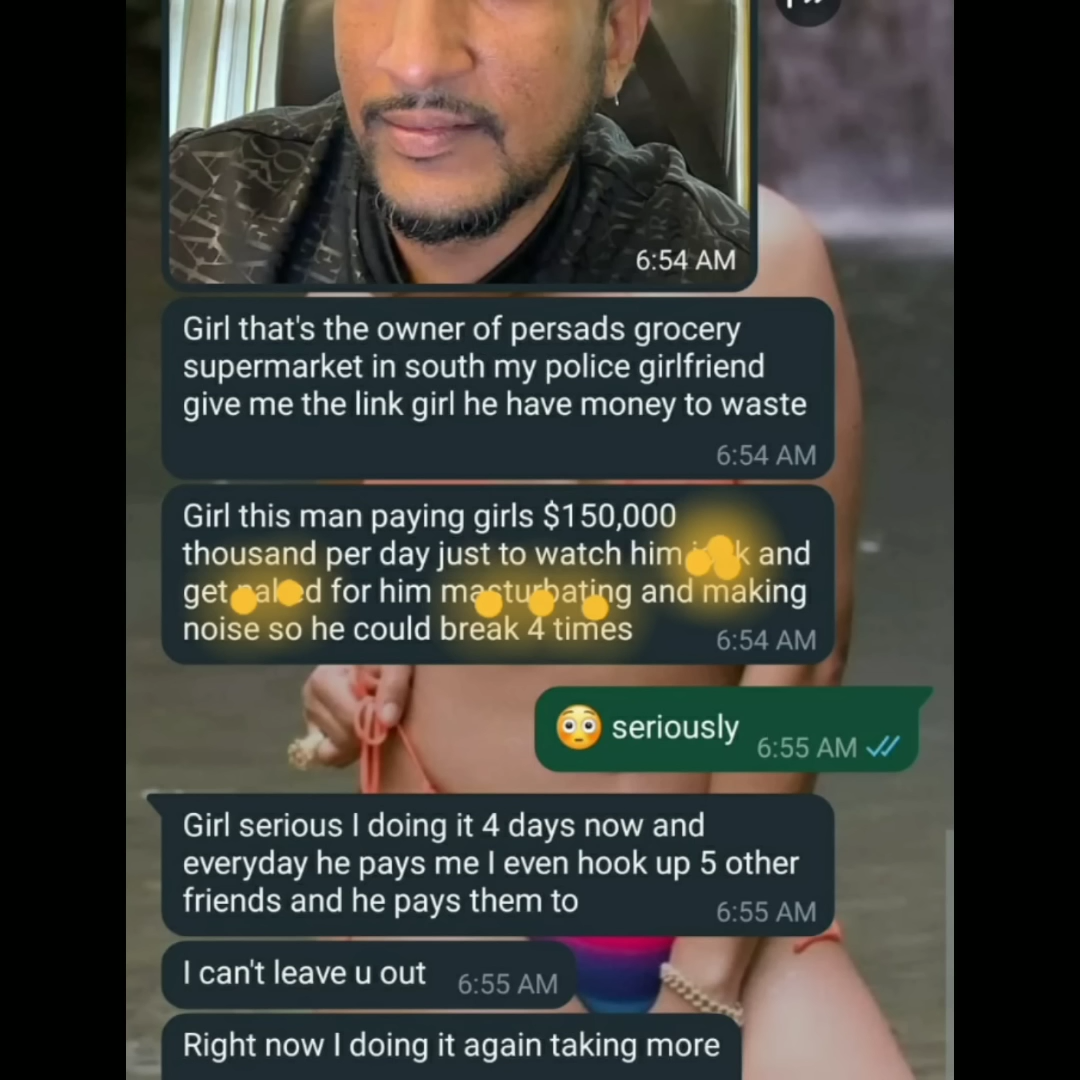 6:54 AM
Girl that's the owner of persads grocery
supermarket in south my police girlfriend
give me the link girl he have money to waste
6:54 AM
Girl this man paying girls $150,000
thousand per day just to watch him and
get naked for him masturbating and making
noise so he could break 4 times
6:54 AM
😳 seriously
6:55 AM
Girl serious I doing it 4 days now and
everyday he pays me I even hook up 5 other
friends and he pays them to
6:55 AM
I can't leave u out
6:55 AM
Right now I doing it again taking more